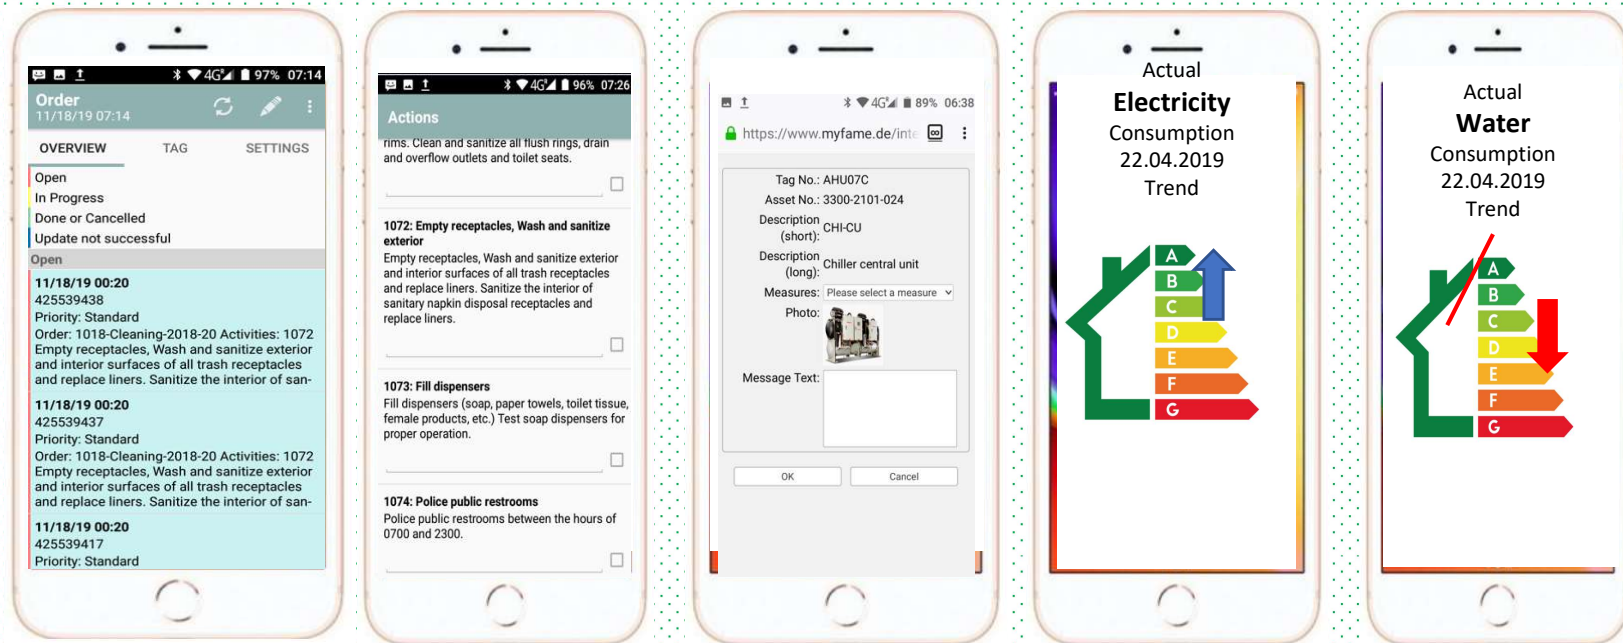 4G 97% 07:14
Order
11/18/19 07:14
OVERVIEW TAG SETTINGS
Open
In Progress
Done or Cancelled
Update not successful
Open
11/18/19 00:20
425539438
Priority: Standard
Order: 1018-Cleaning-2018-20 Activities: 1072
Empty receptacles, Wash and sanitize exterior
and interior surfaces of all trash receptacles
and replace liners. Sanitize the interior of san-
11/18/19 00:20
425539437
Priority: Standard
Order: 1018-Cleaning-2018-20 Activities: 1072
Empty receptacles, Wash and sanitize exterior
and interior surfaces of all trash receptacles
and replace liners. Sanitize the interior of san-
11/18/19 00:20
425539417
Priority: Standard
4G 96% 07:26
Actions
rims. Clean and sanitize all flush rings, drain
and overflow outlets and toilet seats.
1072: Empty receptacles, Wash and sanitize
exterior
Empty receptacles, Wash and sanitize exterior
and interior surfaces of all trash receptacles
and replace liners. Sanitize the interior of
sanitary napkin disposal receptacles and
replace liners.
1073: Fill dispensers
Fill dispensers (soap, paper towels, toilet tissue,
female products, etc.) Test soap dispensers for
proper operation.
1074: Police public restrooms
Police public restrooms between the hours of
0700 and 2300.
4G 89% 06:38
https://www.myfame.de/inte
Tag No.: AHU07C
Asset No.: 3300-2101-024
Description
(short): CHI-CU
Description
(long): Chiller central unit
Measures: Please select a measure
Photo:
Message Text:
OK Cancel
Actual
Electricity
Consumption
22.04.2019
Trend
A
B
C
D
E
F
G
Actual
Water
Consumption
22.04.2019
Trend
A
B
C
D
E
F
G